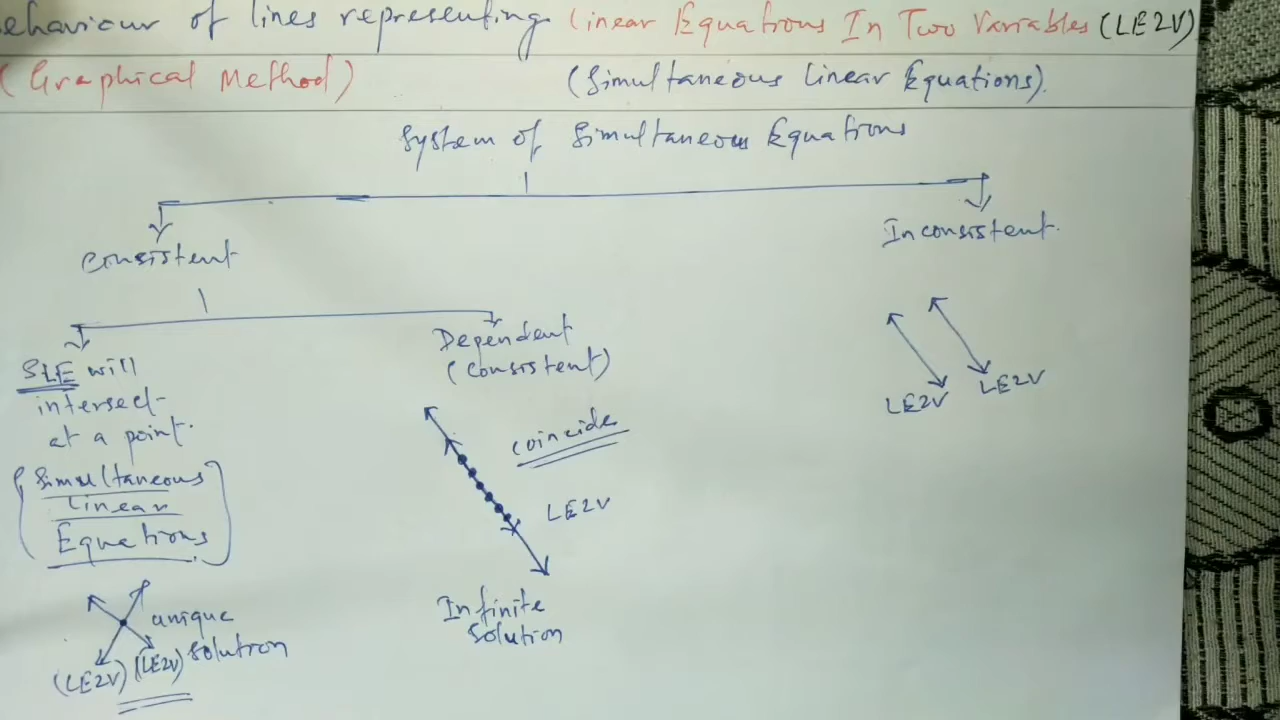 ehaviour of lines representing Linear Equations In Two Variables (LE2V)
(Graphical Method) (Simultaneous Linear Equations).
System of Simultaneous Equations
Consistent
Inconsistent.
SLE will
intersect
at a point.
(Simultaneous
Linear
Equations)
unique
solution
(LE2V) (LE2V)
Dependent
(Consistent)
coincide
LE2V
Infinite
Solution
LE2V LE2V